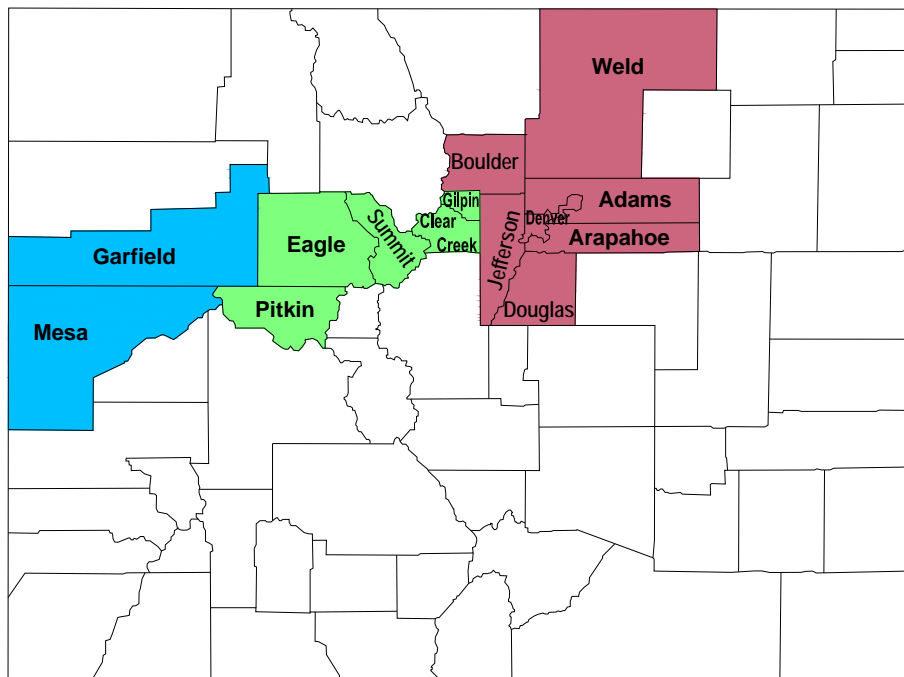 Weld
Boulder
Gilpin
Adams
Denver
Clear
Creek
Summit
Eagle
Garfield
Jefferson
Arapahoe
Pitkin
Douglas
Mesa